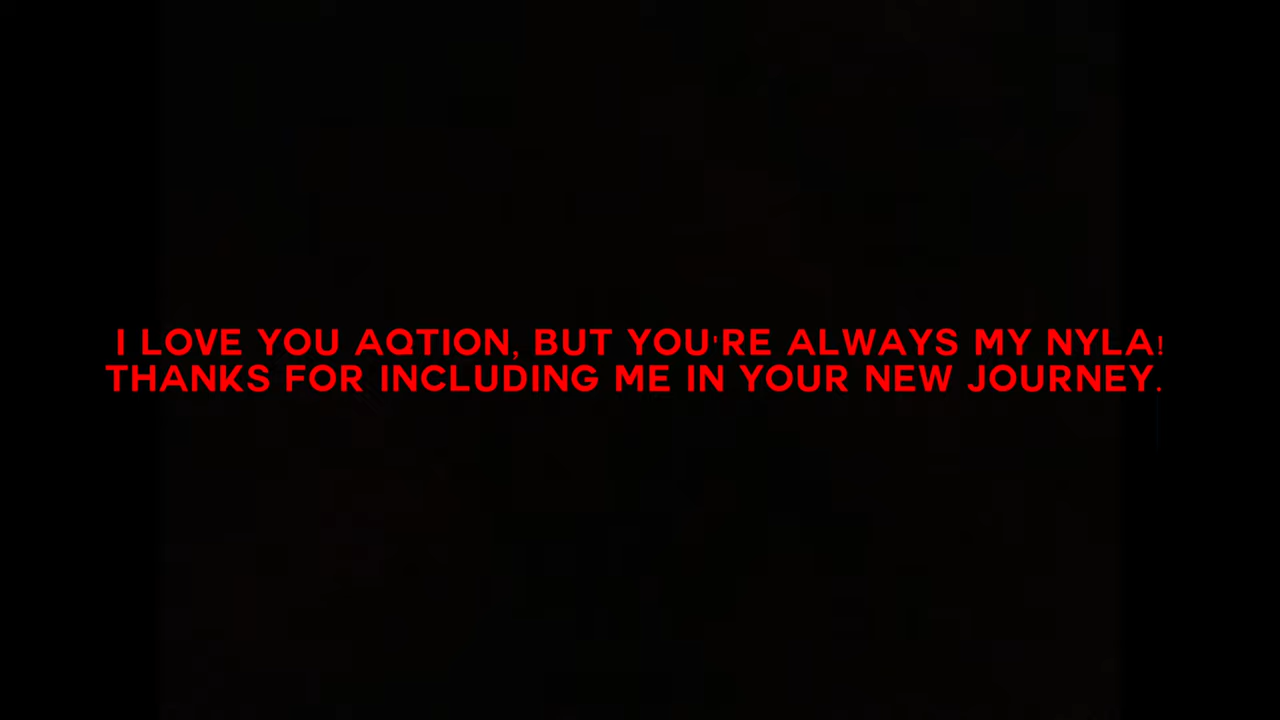 I LOVE YOU AQTION, BUT YOU'RE ALWAYS MY NYLA!
THANKS FOR INCLUDING ME IN YOUR NEW JOURNEY.